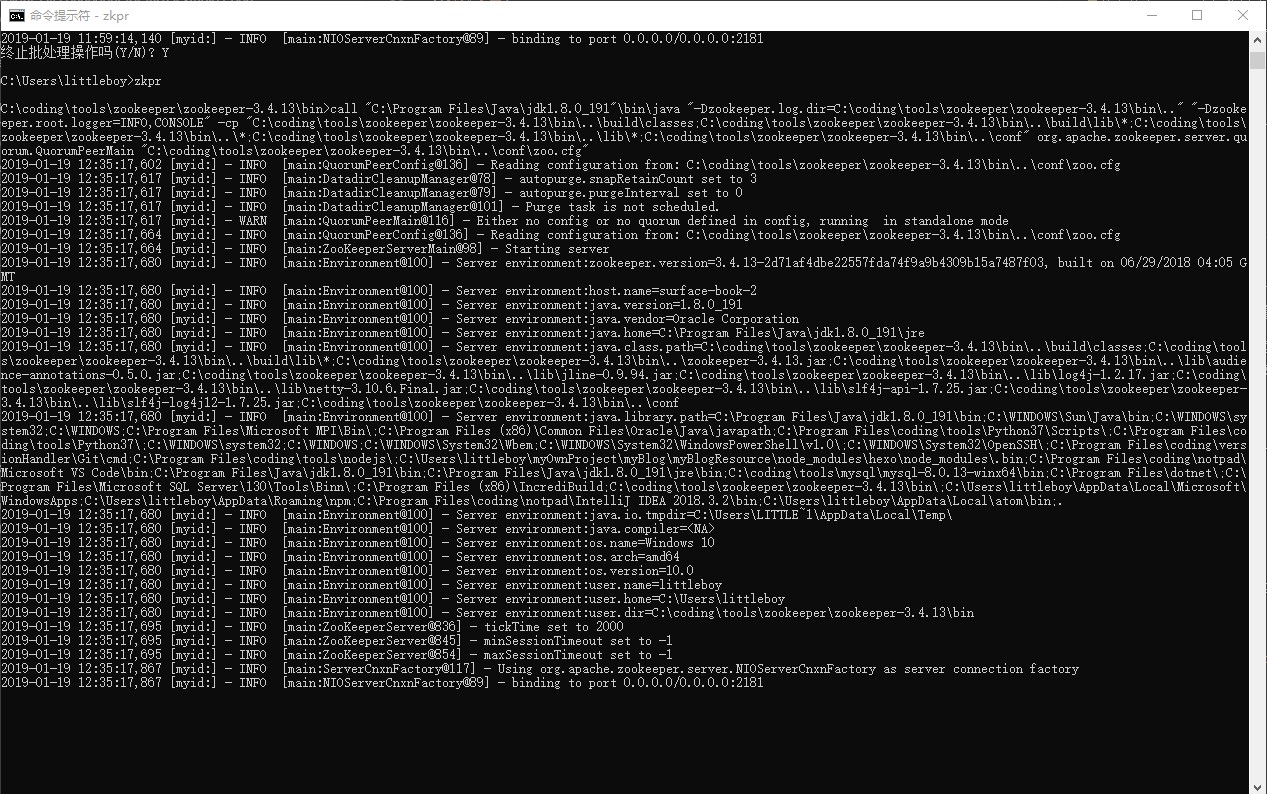 命令提示符 - zkpr
2019-01-19 11:59:14,140 [myid:] - INFO  [main:NIOServerCnxnFactory@89] - binding to port 0.0.0.0/0.0.0.0:2181
终止批处理操作吗(Y/N)? Y
C:\Users\littleboy>zkpr
C:\coding\tools\zookeeper\zookeeper-3.4.13\bin>call "C:\Program Files\Java\jdk1.8.0_191"\bin\java "-Dzookeeper.log.dir=C:\coding\tools\zookeeper\zookeeper-3.4.13\bin\.." "-Dzooke
eper.root.logger=INFO,CONSOLE" -cp "C:\coding\tools\zookeeper\zookeeper-3.4.13\bin\..\build\classes;C:\coding\tools\zookeeper\zookeeper-3.4.13\bin\..\build\lib\*;C:\coding\tools\
zookeeper\zookeeper-3.4.13\bin\..\*;C:\coding\tools\zookeeper\zookeeper-3.4.13\bin\..\lib\*;C:\coding\tools\zookeeper\zookeeper-3.4.13\bin\..\conf" org.apache.zookeeper.server.qu
orum.QuorumPeerMain "C:\coding\tools\zookeeper\zookeeper-3.4.13\bin\..\conf\zoo.cfg"
2019-01-19 12:35:17,602 [myid:] - INFO  [main:QuorumPeerConfig@136] - Reading configuration from: C:\coding\tools\zookeeper\zookeeper-3.4.13\bin\..\conf\zoo.cfg
2019-01-19 12:35:17,617 [myid:] - INFO  [main:DatadirCleanupManager@78] - autopurge.snapRetainCount set to 3
2019-01-19 12:35:17,617 [myid:] - INFO  [main:DatadirCleanupManager@79] - autopurge.purgeInterval set to 0
2019-01-19 12:35:17,617 [myid:] - INFO  [main:DatadirCleanupManager@101] - Purge task is not scheduled.
2019-01-19 12:35:17,617 [myid:] - WARN  [main:QuorumPeerMain@116] - Either no config or no quorum defined in config, running  in standalone mode
2019-01-19 12:35:17,664 [myid:] - INFO  [main:QuorumPeerConfig@136] - Reading configuration from: C:\coding\tools\zookeeper\zookeeper-3.4.13\bin\..\conf\zoo.cfg
2019-01-19 12:35:17,664 [myid:] - INFO  [main:ZooKeeperServerMain@98] - Starting server
2019-01-19 12:35:17,680 [myid:] - INFO  [main:Environment@100] - Server environment:zookeeper.version=3.4.13-2d71af4dbe22557fda74f9a9b4309b15a7487f03, built on 06/29/2018 04:05 G
MT
2019-01-19 12:35:17,680 [myid:] - INFO  [main:Environment@100] - Server environment:host.name=surface-book-2
2019-01-19 12:35:17,680 [myid:] - INFO  [main:Environment@100] - Server environment:java.version=1.8.0_191
2019-01-19 12:35:17,680 [myid:] - INFO  [main:Environment@100] - Server environment:java.vendor=Oracle Corporation
2019-01-19 12:35:17,680 [myid:] - INFO  [main:Environment@100] - Server environment:java.home=C:\Program Files\Java\jdk1.8.0_191\jre
2019-01-19 12:35:17,680 [myid:] - INFO  [main:Environment@100] - Server environment:java.class.path=C:\coding\tools\zookeeper\zookeeper-3.4.13\bin\..\build\classes;C:\coding\tool
s\zookeeper\zookeeper-3.4.13\bin\..\build\lib\*;C:\coding\tools\zookeeper\zookeeper-3.4.13\bin\..\zookeeper-3.4.13.jar;C:\coding\tools\zookeeper\zookeeper-3.4.13\bin\..\lib\audie
nce-annotations-0.5.0.jar;C:\coding\tools\zookeeper\zookeeper-3.4.13\bin\..\lib\jline-0.9.94.jar;C:\coding\tools\zookeeper\zookeeper-3.4.13\bin\..\lib\log4j-1.2.17.jar;C:\coding\
tools\zookeeper\zookeeper-3.4.13\bin\..\lib\netty-3.10.6.Final.jar;C:\coding\tools\zookeeper\zookeeper-3.4.13\bin\..\lib\slf4j-api-1.7.25.jar;C:\coding\tools\zookeeper\zookeeper-
3.4.13\bin\..\lib\slf4j-log4j12-1.7.25.jar;C:\coding\tools\zookeeper\zookeeper-3.4.13\bin\..\conf
2019-01-19 12:35:17,680 [myid:] - INFO  [main:Environment@100] - Server environment:java.library.path=C:\Program Files\Java\jdk1.8.0_191\bin;C:\WINDOWS\Sun\Java\bin;C:\WINDOWS\sy
stem32;C:\WINDOWS;C:\Program Files\Microsoft MPI\Bin\;C:\Program Files (x86)\Common Files\Oracle\Java\javapath;C:\Program Files\coding\tools\Python37\Scripts\;C:\Program Files\co
ding\tools\Python37\;C:\WINDOWS\system32;C:\WINDOWS;C:\WINDOWS\System32\Wbem;C:\WINDOWS\System32\WindowsPowerShell\v1.0\;C:\WINDOWS\System32\OpenSSH\;C:\Program Files\coding\vers
ionHandler\Git\cmd;C:\Program Files\coding\tools\nodejs\;C:\Users\littleboy\myOwnProject\myBlog\myBlogResource\node_modules\hexo\node_modules\.bin;C:\Program Files\coding\notpad\
Microsoft VS Code\bin;C:\Program Files\Java\jdk1.8.0_191\bin;C:\Program Files\Java\jdk1.8.0_191\jre\bin;C:\coding\tools\mysql\mysql-8.0.13-winx64\bin;C:\Program Files\dotnet\;C:\
Program Files\Microsoft SQL Server\130\Tools\Binn\;C:\Program Files (x86)\IncrediBuild;C:\coding\tools\zookeeper\zookeeper-3.4.13\bin\;C:\Users\littleboy\AppData\Local\Microsoft\
WindowsApps;C:\Users\littleboy\AppData\Roaming\npm;C:\Program Files\coding\notpad\IntelliJ IDEA 2018.3.2\bin;C:\Users\littleboy\AppData\Local\atom\bin;.
2019-01-19 12:35:17,680 [myid:] - INFO  [main:Environment@100] - Server environment:java.io.tmpdir=C:\Users\LITTLE~1\AppData\Local\Temp\
2019-01-19 12:35:17,680 [myid:] - INFO  [main:Environment@100] - Server environment:java.compiler=<NA>
2019-01-19 12:35:17,680 [myid:] - INFO  [main:Environment@100] - Server environment:os.name=Windows 10
2019-01-19 12:35:17,680 [myid:] - INFO  [main:Environment@100] - Server environment:os.arch=amd64
2019-01-19 12:35:17,680 [myid:] - INFO  [main:Environment@100] - Server environment:os.version=10.0
2019-01-19 12:35:17,680 [myid:] - INFO  [main:Environment@100] - Server environment:user.name=littleboy
2019-01-19 12:35:17,680 [myid:] - INFO  [main:Environment@100] - Server environment:user.home=C:\Users\littleboy
2019-01-19 12:35:17,680 [myid:] - INFO  [main:Environment@100] - Server environment:user.dir=C:\coding\tools\zookeeper\zookeeper-3.4.13\bin
2019-01-19 12:35:17,695 [myid:] - INFO  [main:ZooKeeperServer@836] - tickTime set to 2000
2019-01-19 12:35:17,695 [myid:] - INFO  [main:ZooKeeperServer@845] - minSessionTimeout set to -1
2019-01-19 12:35:17,695 [myid:] - INFO  [main:ZooKeeperServer@854] - maxSessionTimeout set to -1
2019-01-19 12:35:17,867 [myid:] - INFO  [main:ServerCnxnFactory@117] - Using org.apache.zookeeper.server.NIOServerCnxnFactory as server connection factory
2019-01-19 12:35:17,867 [myid:] - INFO  [main:NIOServerCnxnFactory@89] - binding to port 0.0.0.0/0.0.0.0:2181